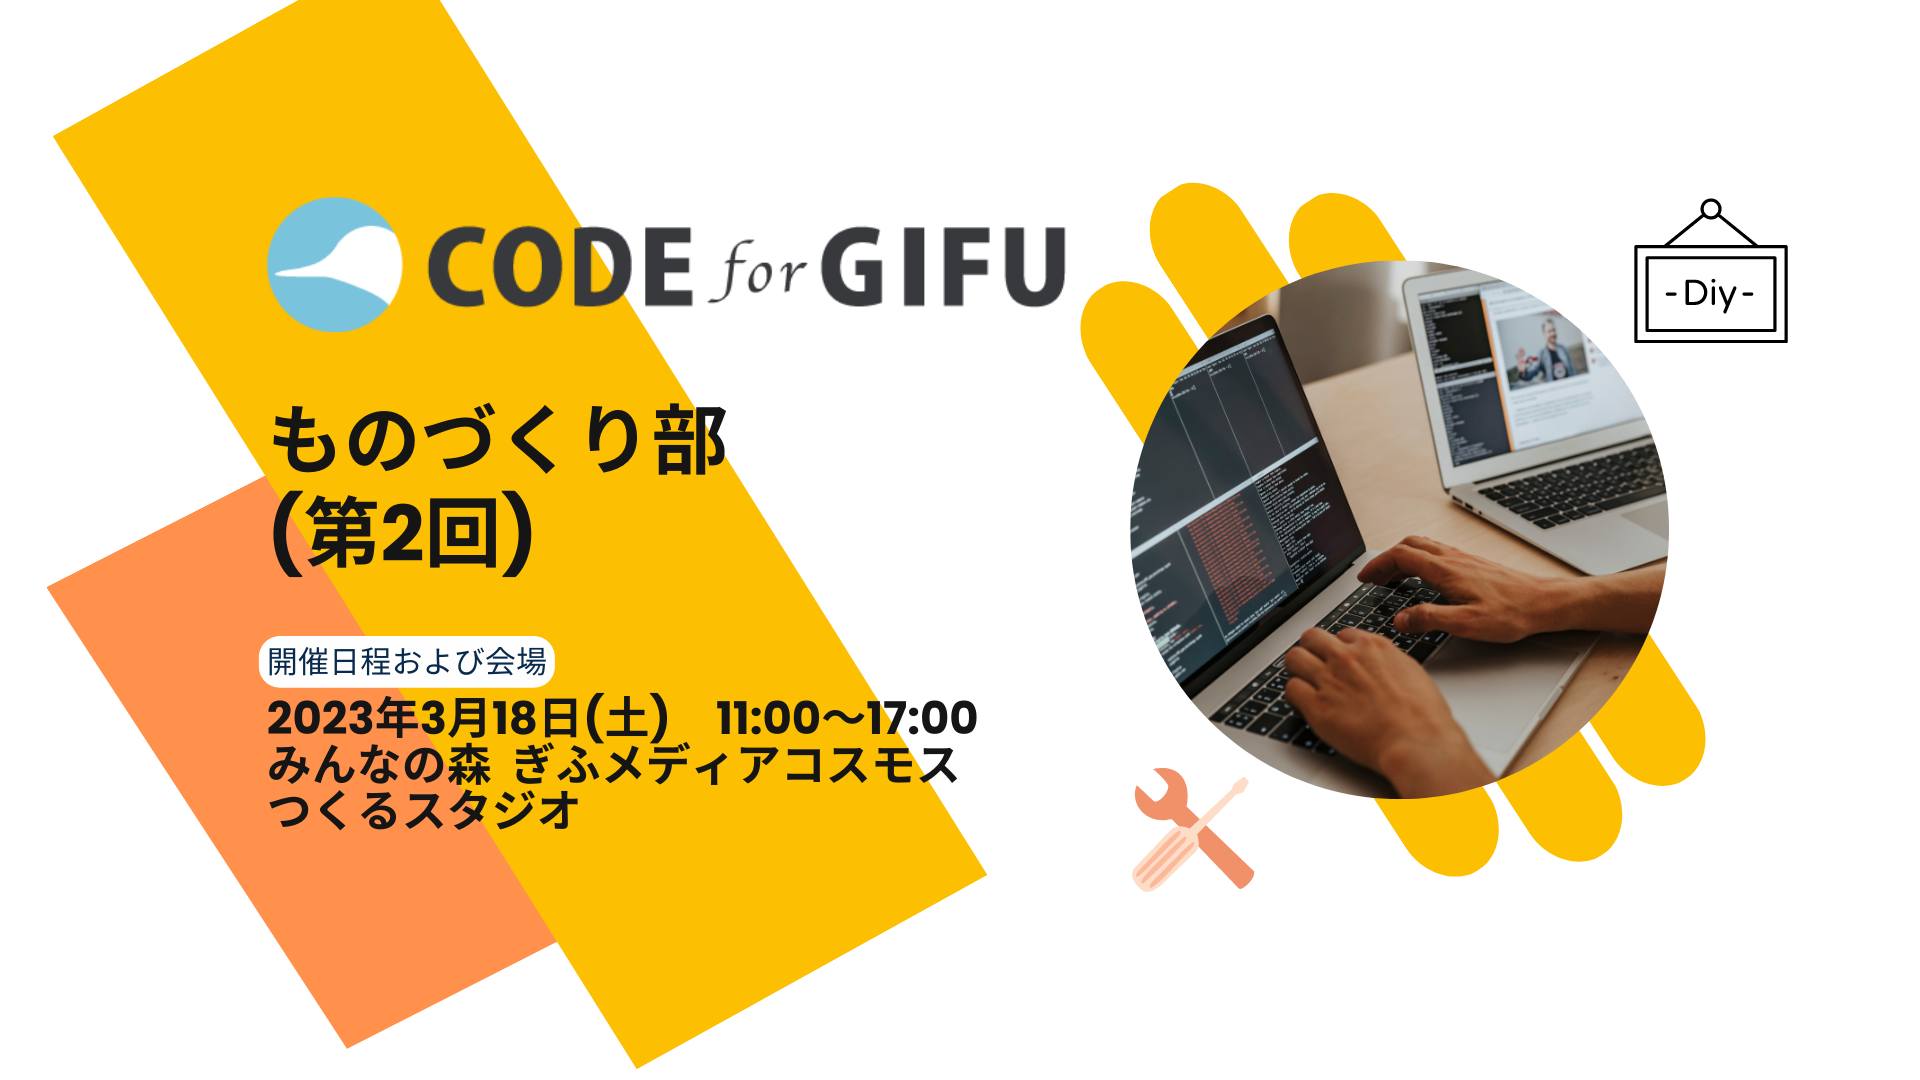 CODE for GIFU
ものづくり部
(第2回)
開催日程および会場
2023年3月18日(土)　11:00〜17:00
みんなの森 ぎふメディアコスモス
つくるスタジオ
-Diy-